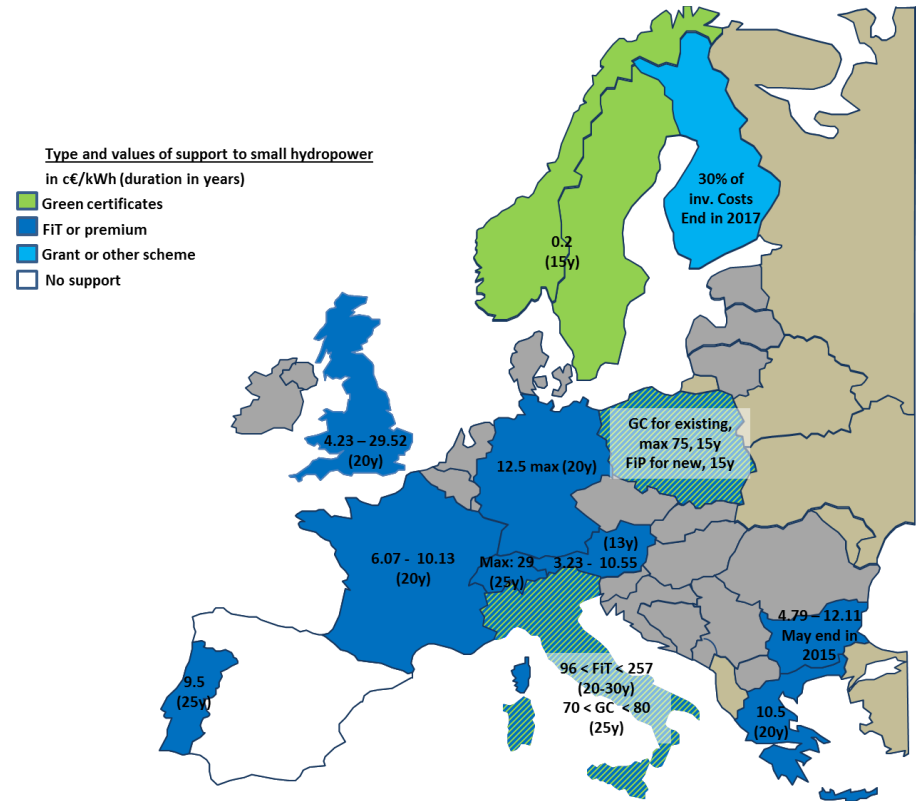 Type and values of support to small hydropower
in c€/kWh (duration in years)
Green certificates
FiT or premium
Grant or other scheme
No support
30% of
inv. Costs
End in 2017
0.2
(15y)
4.23 – 29.52
(20y)
GC for existing,
max 75, 15y
FiP for new, 15y
12.5 max (20y)
6.07 - 10.13
(20y)
Max: 29
(25y)
(13y)
3.23 - 10.55
4.79 – 12.11
May end in
2015
9.5
(25y)
96 < FiT < 257
(20-30y)
70 < GC < 80
(25y)
10.5
(20y)